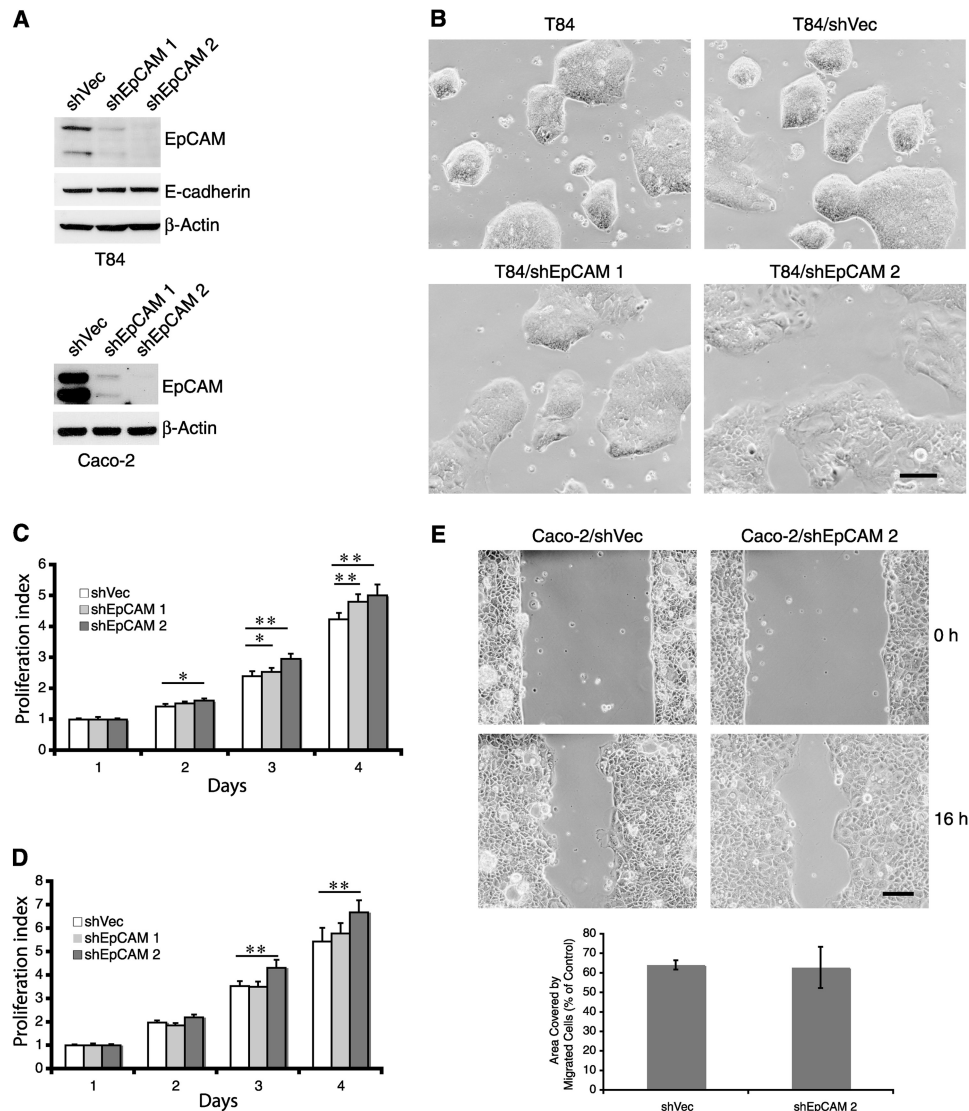 A
shVec
shEpCAM 1
shEpCAM 2
EpCAM
E-cadherin
β-Actin
T84
shVec
shEpCAM 1
shEpCAM 2
EpCAM
β-Actin
Caco-2
B
T84
T84/shVec
T84/shEpCAM 1
T84/shEpCAM 2
C
Proliferation index
6
5
4
3
2
1
0
shVec
shEpCAM 1
shEpCAM 2
*
**
*
**
**
1 2 3 4
Days
D
Proliferation index
8
7
6
5
4
3
2
1
0
shVec
shEpCAM 1
shEpCAM 2
**
**
1 2 3 4
Days
E
Caco-2/shVec
Caco-2/shEpCAM 2
0 h
16 h
Area Covered by
Migrated Cells (% of Control)
80
70
60
50
40
30
20
10
0
shVec
shEpCAM 2